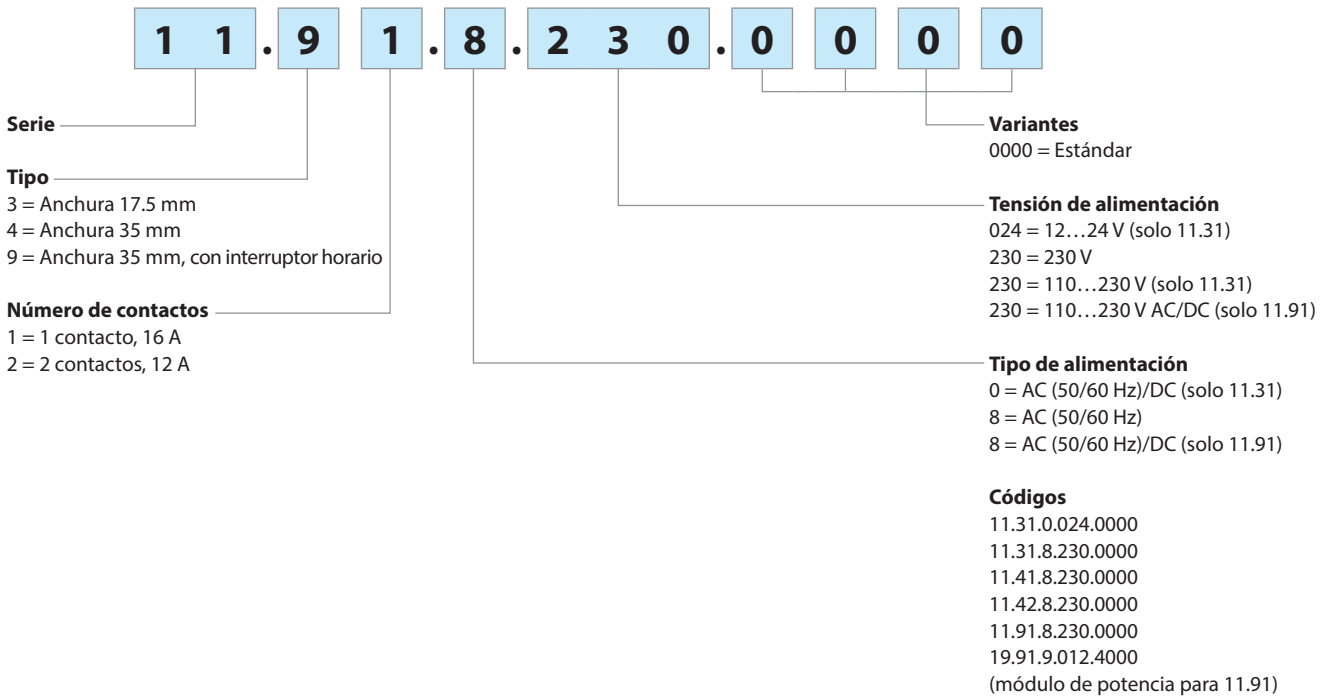 1 1 . 9 1 . 8 . 2 3 0 . 0 0 0 0
Serie
Tipo
3 = Anchura 17.5 mm
4 = Anchura 35 mm
9 = Anchura 35 mm, con interruptor horario
Número de contactos
1 = 1 contacto, 16 A
2 = 2 contactos, 12 A
Variantes
0000 = Estándar
Tensión de alimentación
024 = 12…24 V (solo 11.31)
230 = 230 V
230 = 110…230 V (solo 11.31)
230 = 110…230 V AC/DC (solo 11.91)
Tipo de alimentación
0 = AC (50/60 Hz)/DC (solo 11.31)
8 = AC (50/60 Hz)
8 = AC (50/60 Hz)/DC (solo 11.91)
Códigos
11.31.0.024.0000
11.31.8.230.0000
11.41.8.230.0000
11.42.8.230.0000
11.91.8.230.0000
19.91.9.012.4000
(módulo de potencia para 11.91)